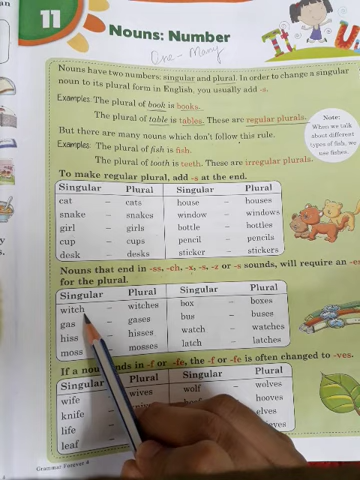 11
Nouns: Number
One - Many
Nouns have two numbers: singular and plural. In order to change a singular
noun to its plural form in English, you usually add -s.
Examples: The plural of book is books.
The plural of table is tables. These are regular plurals.
But there are many nouns which don't follow this rule.
Examples: The plural of fish is fish.
The plural of tooth is teeth. These are irregular plurals.
Note:
When we talk
about different
types of fish, we
use fishes.
To make regular plural, add -s at the end.
Singular Plural Singular Plural
cat – cats house – houses
snake – snakes window – windows
girl – girls bottle – bottles
cup – cups pencil – pencils
desk – desks sticker – stickers
Nouns that end in -ss, -ch, -x, -s, -z or -s sounds, will require an -es
for the plural.
Singular Plural Singular Plural
witch – witches box – boxes
gas – gases bus – buses
hiss – hisses watch – watches
moss – mosses latch – latches
If a noun ends in -f or -fe, the -f or -fe is often changed to -ves.
Singular Plural
wife wives wolf – wolves
knife hooves
life elves
leaf
Grammar Forever 4